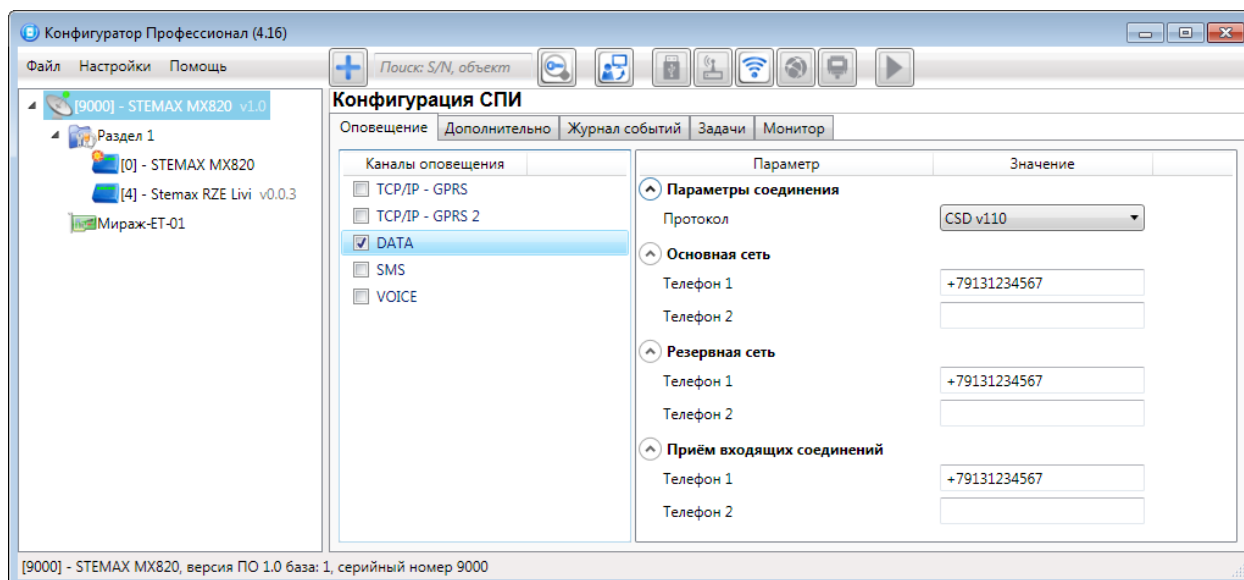 Конфигуратор Профессионал (4.16)
Файл Настройки Помощь
Поиск: S/N, объект
[9000] - STEMAX MX820 v1.0
Раздел 1
[0] - STEMAX MX820
[4] - Stemax RZE Livi v0.0.3
Мираж-ET-01
Конфигурация СПИ
Оповещение Дополнительно Журнал событий Задачи Монитор
Каналы оповещения
TCP/IP - GPRS
TCP/IP - GPRS 2
DATA
SMS
VOICE
Параметр Значение
Параметры соединения
Протокол CSD v110
Основная сеть
Телефон 1 +79131234567
Телефон 2
Резервная сеть
Телефон 1 +79131234567
Телефон 2
Приём входящих соединений
Телефон 1 +79131234567
Телефон 2
[9000] - STEMAX MX820, версия ПО 1.0 база: 1, серийный номер 9000